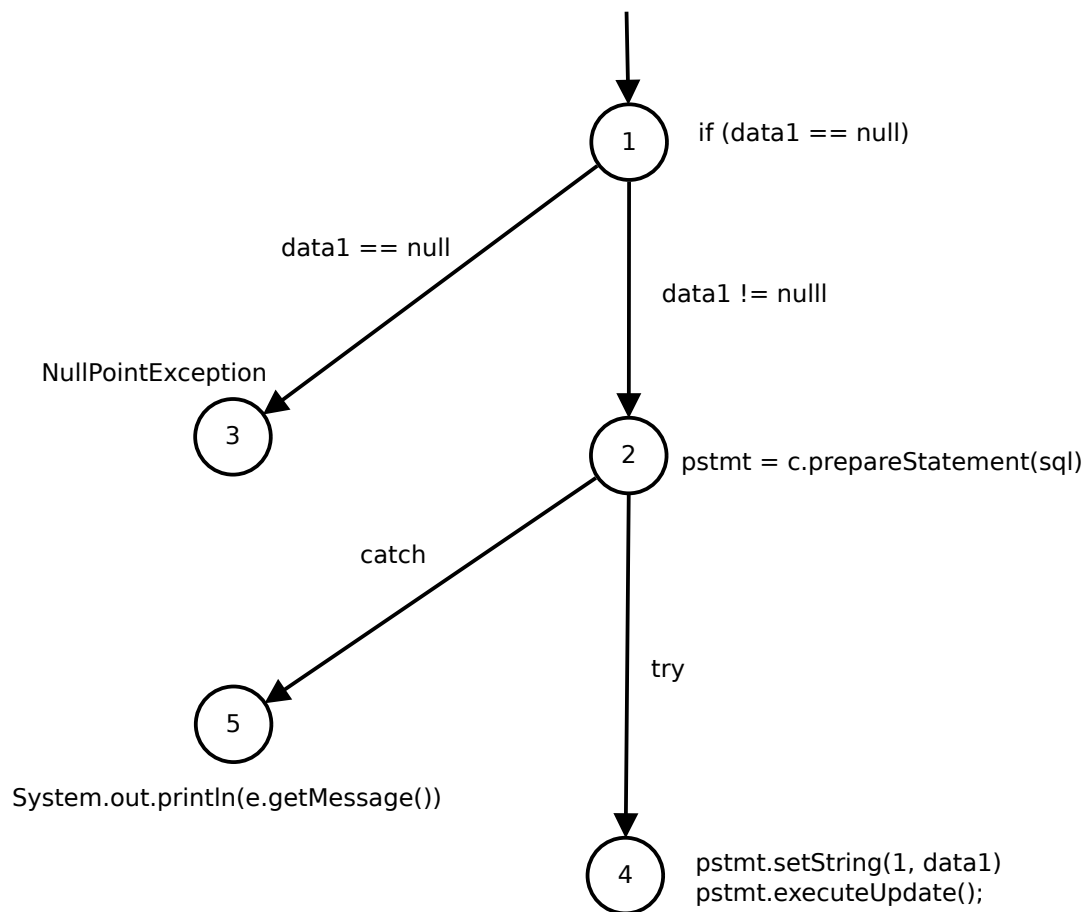 1
if (data1 == null)
data1 == null
data1 != nulll
NullPointException
3
2
pstmt = c.prepareStatement(sql)
catch
try
5
System.out.println(e.getMessage())
4
pstmt.setString(1, data1)
pstmt.executeUpdate();